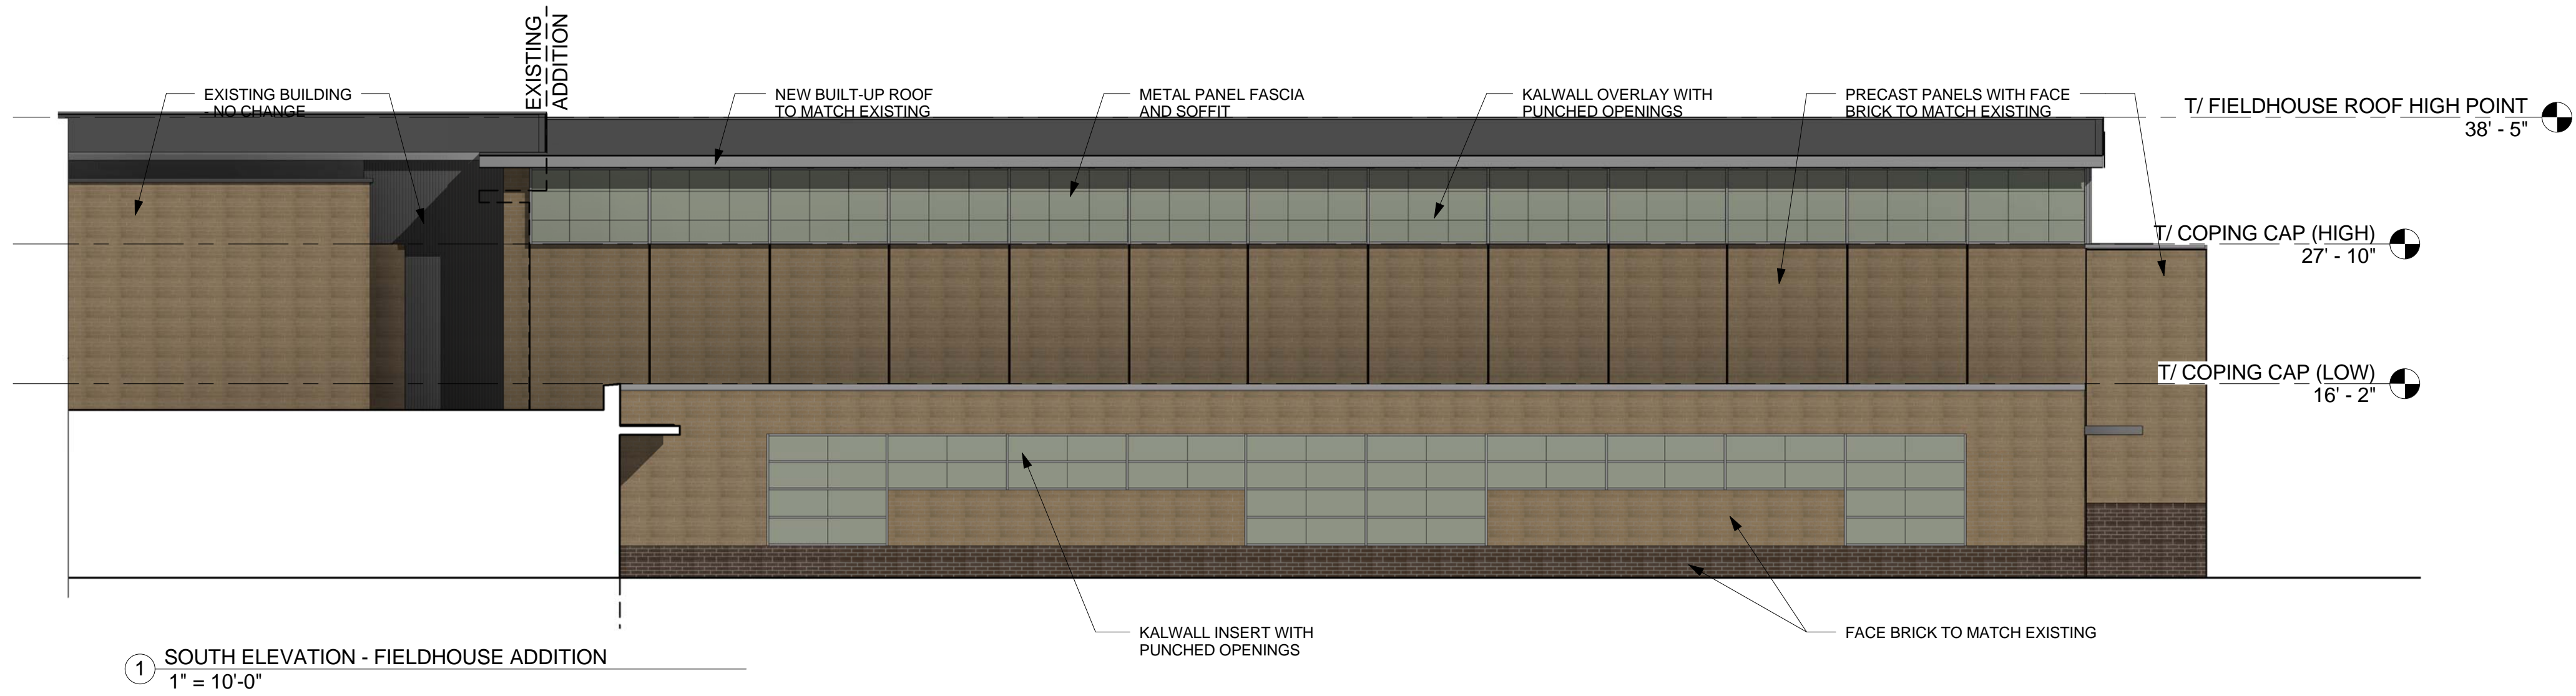 EXISTING
ADDITION
EXISTING BUILDING
- NO CHANGE
NEW BUILT-UP ROOF
TO MATCH EXISTING
METAL PANEL FASCIA
AND SOFFIT
KALWALL OVERLAY WITH
PUNCHED OPENINGS
PRECAST PANELS WITH FACE
BRICK TO MATCH EXISTING
T/ FIELDHOUSE ROOF HIGH POINT
38' - 5"
T/ COPING CAP (HIGH)
27' - 10"
T/ COPING CAP (LOW)
16' - 2"
KALWALL INSERT WITH
PUNCHED OPENINGS
FACE BRICK TO MATCH EXISTING
1 SOUTH ELEVATION - FIELDHOUSE ADDITION
1" = 10'-0"